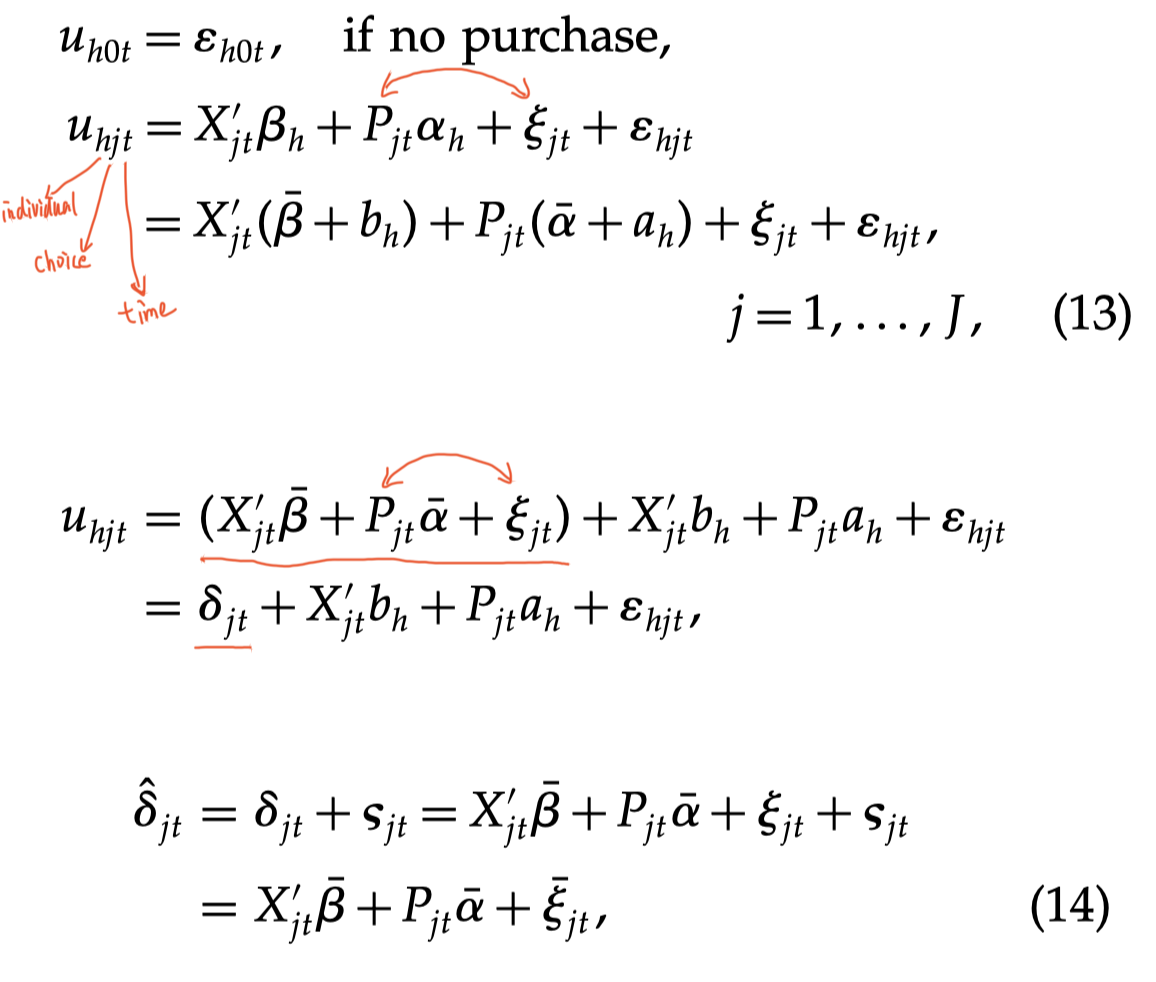 u_{h0t} = ε_{h0t},   if no purchase,
u_{hjt} = X′_{jt}β_h + P_{jt}α_h + ξ_{jt} + ε_{hjt}
individual
= X′_{jt}(β̄ + b_h) + P_{jt}(ᾱ + a_h) + ξ_{jt} + ε_{hjt},
choice
time
j = 1, . . . , J,   (13)
u_{hjt} = (X′_{jt}β̄ + P_{jt}ᾱ + ξ_{jt}) + X′_{jt}b_h + P_{jt}a_h + ε_{hjt}
= δ_{jt} + X′_{jt}b_h + P_{jt}a_h + ε_{hjt},
δ̂_{jt} = δ_{jt} + ς_{jt} = X′_{jt}β̄ + P_{jt}ᾱ + ξ_{jt} + ς_{jt}
= X′_{jt}β̄ + P_{jt}ᾱ + ξ̄_{jt},   (14)